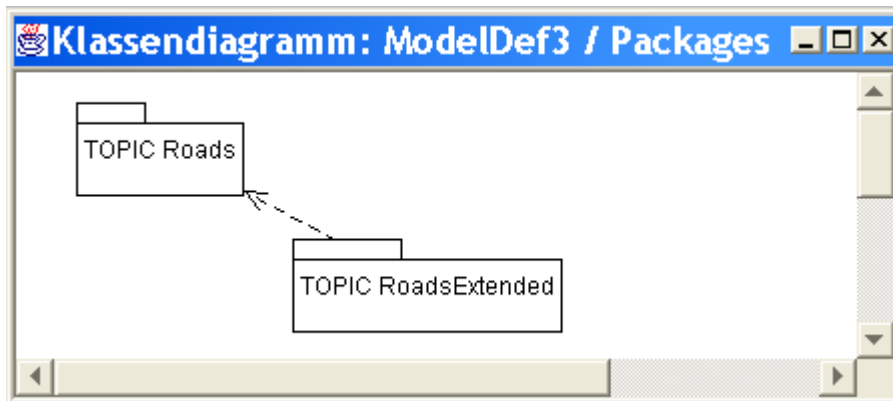 Klassendiagramm: ModelDef3 / Packages
TOPIC Roads
TOPIC RoadsExtended